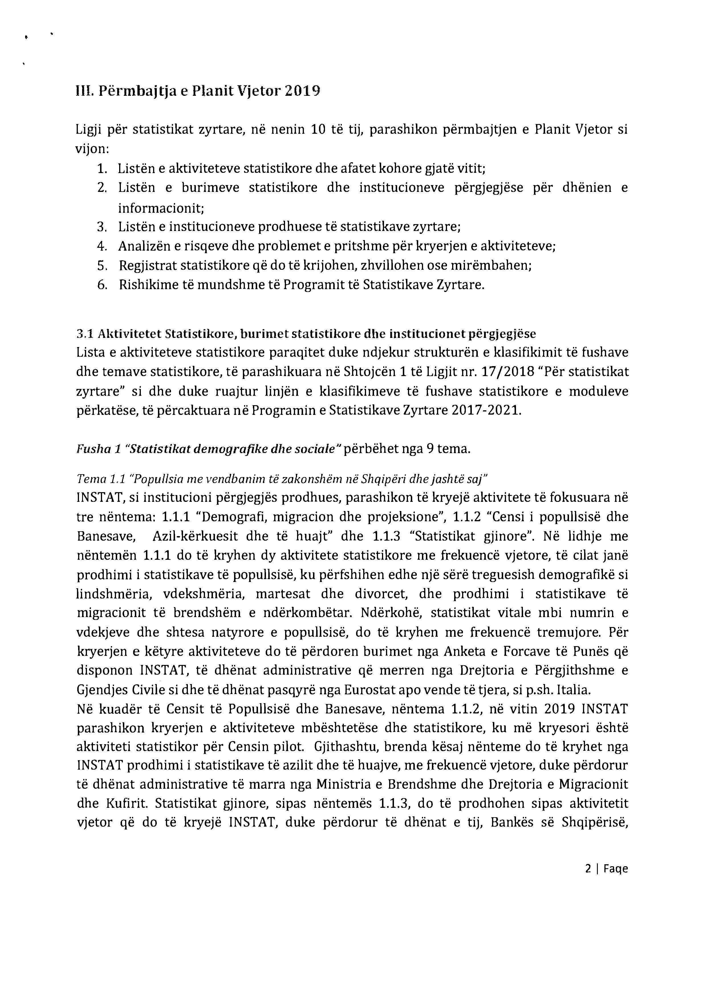 III. Përmbajtja e Planit Vjetor 2019
Ligji për statistikat zyrtare, në nenin 10 të tij, parashikon përmbajtjen e Planit Vjetor si
vijon:
1. Listën e aktiviteteve statistikore dhe afatet kohore gjatë vitit;
2. Listën e burimeve statistikore dhe institucioneve përgjegjëse për dhënien e
informacionit;
3. Listën e institucioneve prodhuese të statistikave zyrtare;
4. Analizën e risqeve dhe problemet e pritshme për kryerjen e aktiviteteve;
5. Regjistrat statistikore që do të krijohen, zhvillohen ose mirëmbahen;
6. Rishikime të mundshme të Programit të Statistikave Zyrtare.
3.1 Aktivitetet Statistikore, burimet statistikore dhe institucionet përgjegjëse
Lista e aktiviteteve statistikore paraqitet duke ndjekur strukturën e klasifikimit të fushave
dhe temave statistikore, të parashikuara në Shtojcën 1 të Ligjit nr. 17/2018 “Për statistikat
zyrtare” si dhe duke ruajtur linjën e klasifikimeve të fushave statistikore e moduleve
përkatëse, të përcaktuara në Programin e Statistikave Zyrtare 2017-2021.
Fusha 1 “Statistikat demografike dhe sociale” përbëhet nga 9 tema.
Tema 1.1 “Popullsia me vendbanim të zakonshëm në Shqipëri dhe jashtë saj”
INSTAT, si institucioni përgjegjës prodhues, parashikon të kryejë aktivitete të fokusuara në
tre nëntema: 1.1.1 “Demografi, migracion dhe projeksione”, 1.1.2 “Censi i popullsisë dhe
Banesave, Azil-kërkuesit dhe të huajt” dhe 1.1.3 “Statistikat gjinore”. Në lidhje me
nëntemën 1.1.1 do të kryhen dy aktivitete statistikore me frekuencë vjetore, të cilat janë
prodhimi i statistikave të popullsisë, ku përfshihen edhe një sërë treguesish demografikë si
lindshmëria, vdekshmëria, martesat dhe divorcet, dhe prodhimi i statistikave të
migracionit të brendshëm e ndërkombëtar. Ndërkohë, statistikat vitale mbi numrin e
vdekjeve dhe shtesa natyrore e popullsisë, do të kryhen me frekuencë tremujore. Për
kryerjen e këtyre aktiviteteve do të përdoren burimet nga Anketa e Forcave të Punës që
disponon INSTAT, të dhënat administrative që merren nga Drejtoria e Përgjithshme e
Gjendjes Civile si dhe të dhënat pasqyrë nga Eurostat apo vende të tjera, si p.sh. Italia.
Në kuadër të Censit të Popullsisë dhe Banesave, nëntema 1.1.2, në vitin 2019 INSTAT
parashikon kryerjen e aktiviteteve mbështetëse dhe statistikore, ku më kryesori është
aktiviteti statistikor për Censin pilot. Gjithashtu, brenda kësaj nënteme do të kryhet nga
INSTAT prodhimi i statistikave të azilit dhe të huajve, me frekuencë vjetore, duke përdorur
të dhënat administrative të marra nga Ministria e Brendshme dhe Drejtoria e Migracionit
dhe Kufirit. Statistikat gjinore, sipas nëntemës 1.1.3, do të prodhohen sipas aktivitetit
vjetor që do të kryejë INSTAT, duke përdorur të dhënat e tij, Bankës së Shqipërisë,
2 | Faqe